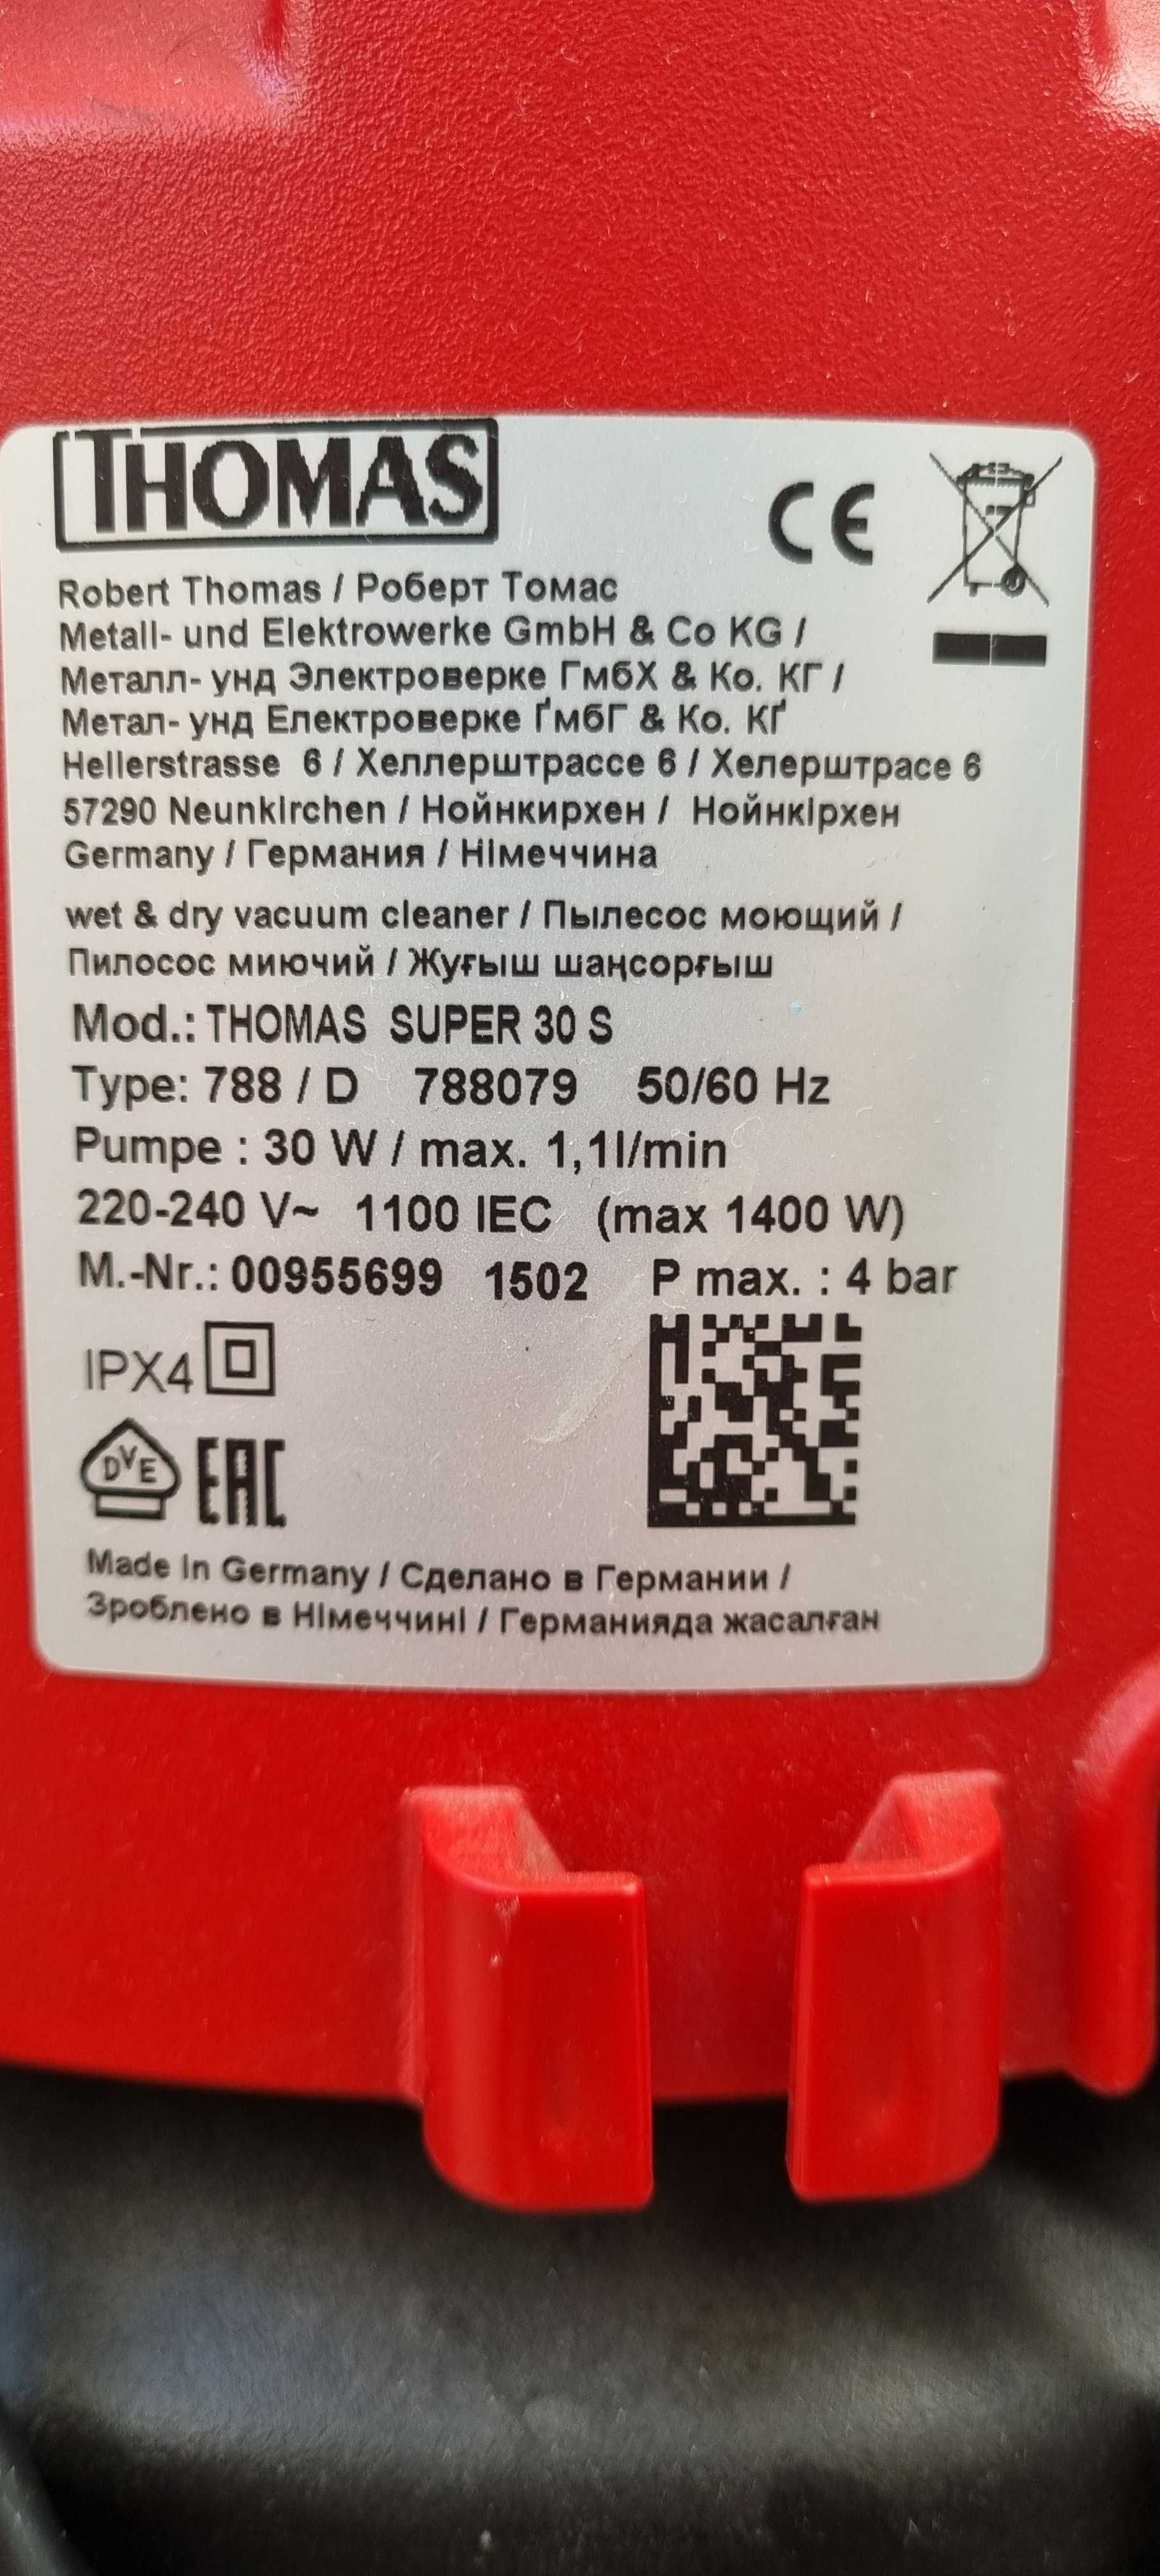 THOMAS
CE
Robert Thomas / Роберт Томас
Metall- und Elektrowerke GmbH & Co KG /
Металл- унд Электроверке ГмбХ & Ко. КГ /
Метал- унд Електроверке ҐмбГ & Ко. КҐ
Hellerstrasse 6 / Хеллерштрассе 6 / Хелерштрасе 6
57290 Neunkirchen / Нойнкирхен / Нойнкірхен
Germany / Германия / Німеччина
wet & dry vacuum cleaner / Пылесос моющий /
Пилосос миючий / Жуғыш шаңсорғыш
Mod.: THOMAS SUPER 30 S
Type: 788 / D 788079 50/60 Hz
Pumpe : 30 W / max. 1,1l/min
220-240 V~ 1100 IEC (max 1400 W)
M.-Nr.: 00955699 1502 P max. : 4 bar
IPX4
DVE EAC
Made in Germany / Сделано в Германии /
Зроблено в Німеччині / Германияда жасалған